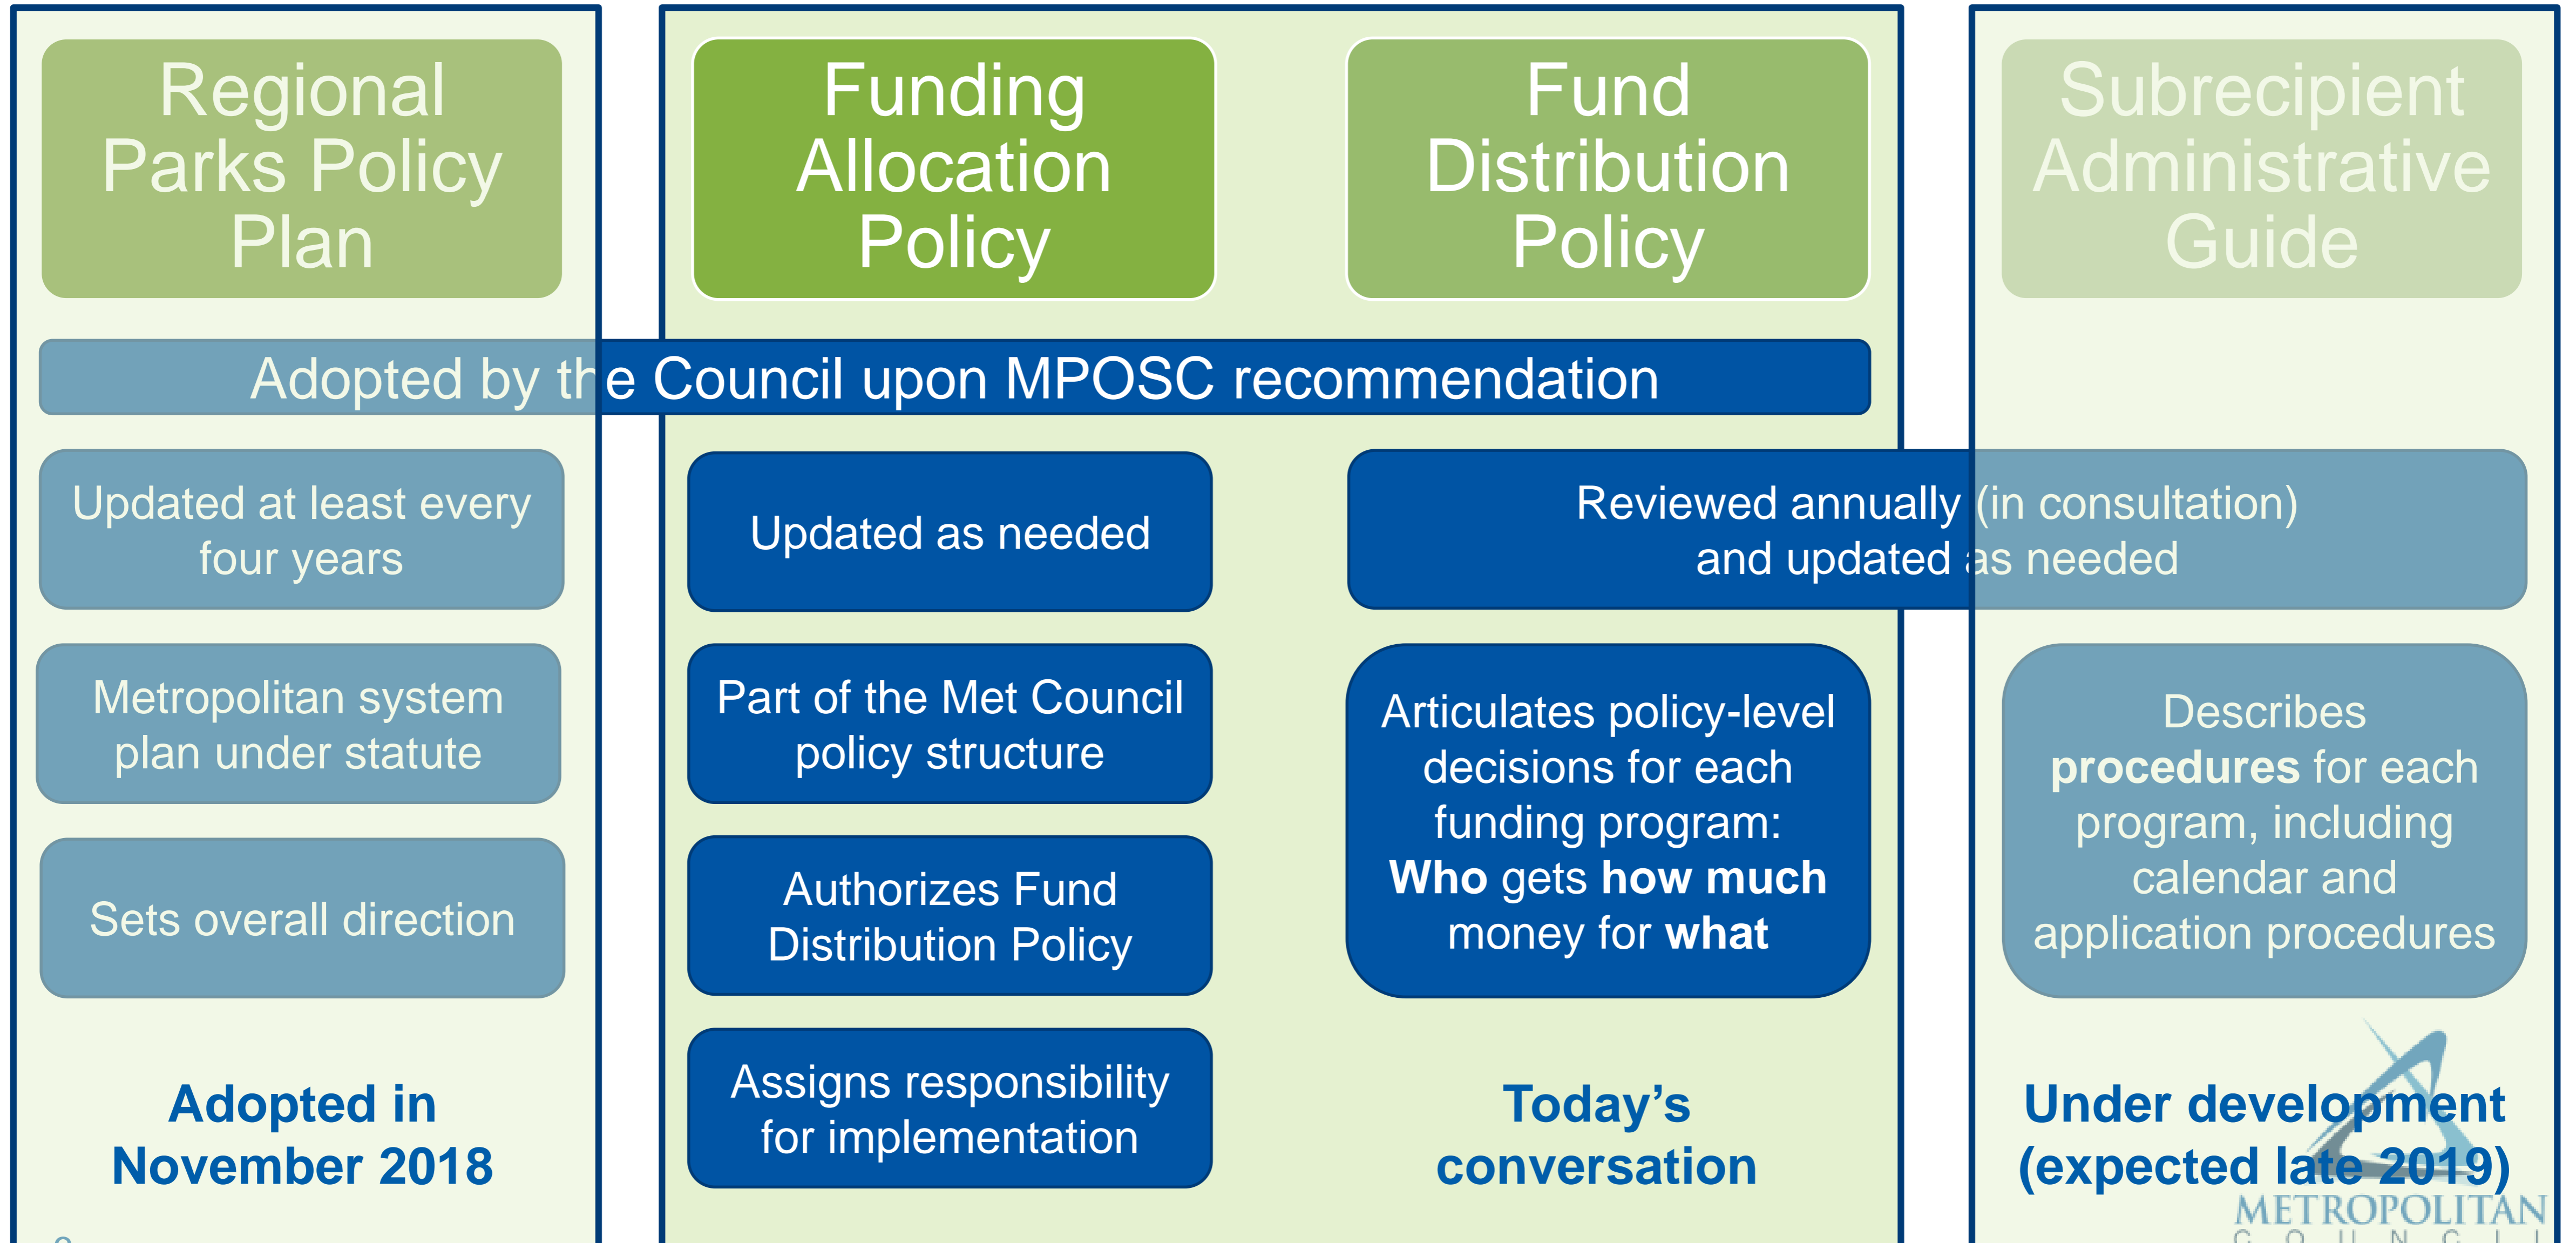 Regional
Parks Policy
Plan
Funding
Allocation
Policy
Fund
Distribution
Policy
Subrecipient
Administrative
Guide
Adopted by the Council upon MPOSC recommendation
Updated at least every
four years
Updated as needed
Reviewed annually (in consultation)
and updated as needed
Metropolitan system
plan under statute
Part of the Met Council
policy structure
Articulates policy-level
decisions for each
funding program:
Who gets how much
money for what
Describes
procedures for each
program, including
calendar and
application procedures
Sets overall direction
Authorizes Fund
Distribution Policy
Assigns responsibility
for implementation
Adopted in
November 2018
Today’s
conversation
Under development
(expected late 2019)
METROPOLITAN
COUNCIL